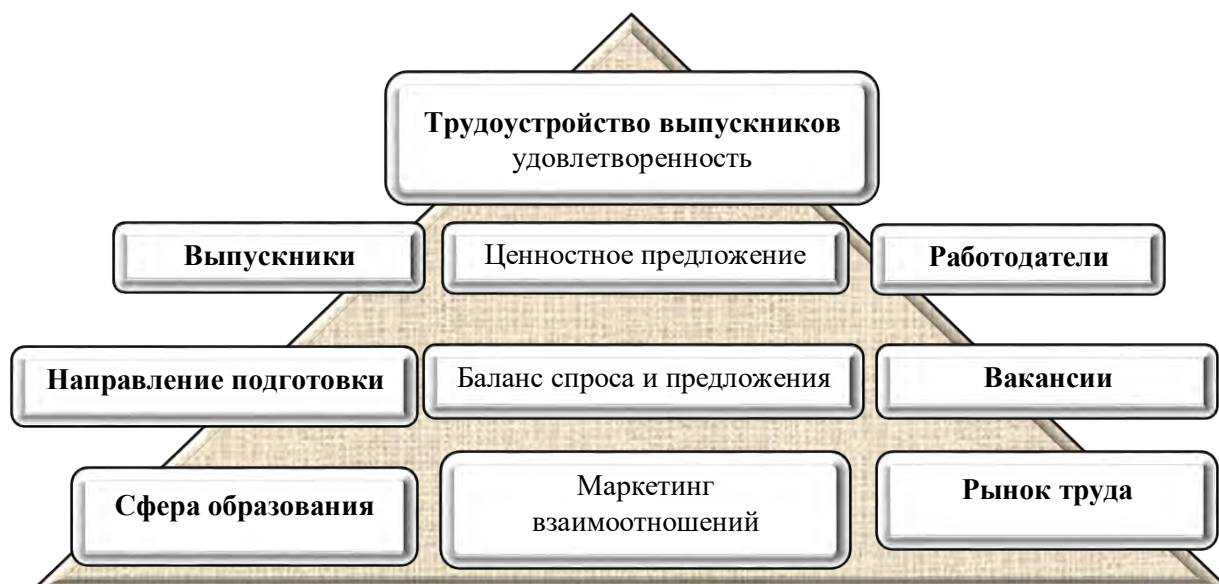 Трудоустройство выпускников
удовлетворенность
Выпускники
Ценностное предложение
Работодатели
Направление подготовки
Баланс спроса и предложения
Вакансии
Сфера образования
Маркетинг
взаимоотношений
Рынок труда